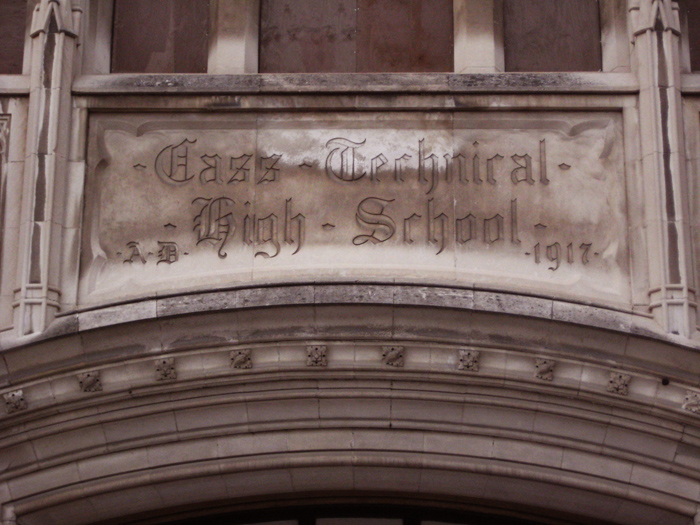 - Cass - Technical -
- High - School -
- A - D - - 1917 -